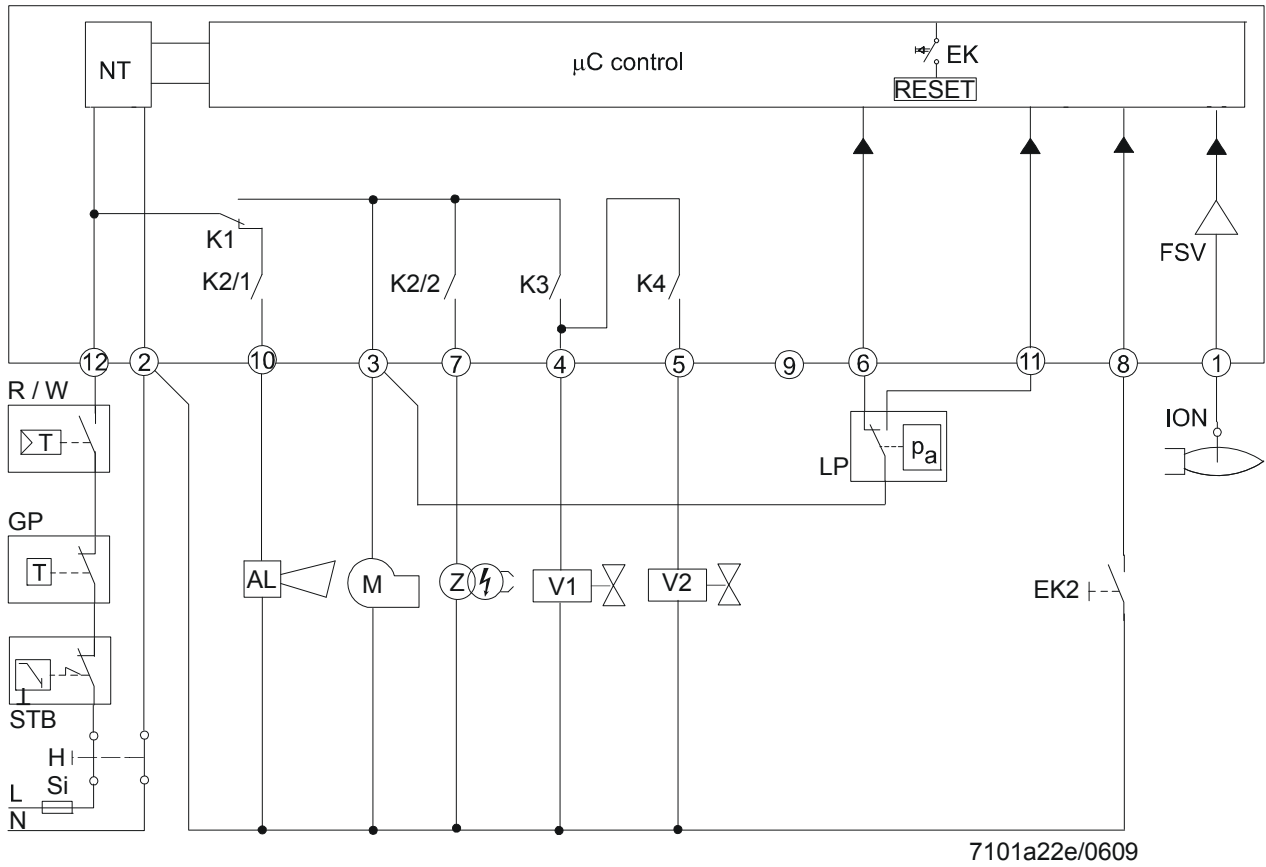 NT
μC control
EK
RESET
K1
K2/1
K2/2
K3
K4
FSV
12
2
10
3
7
4
5
9
6
11
8
1
R / W
T
LP
pa
ION
GP
T
AL
M
Z
V1
V2
EK2
STB
H
Si
L
N
7101a22e/0609